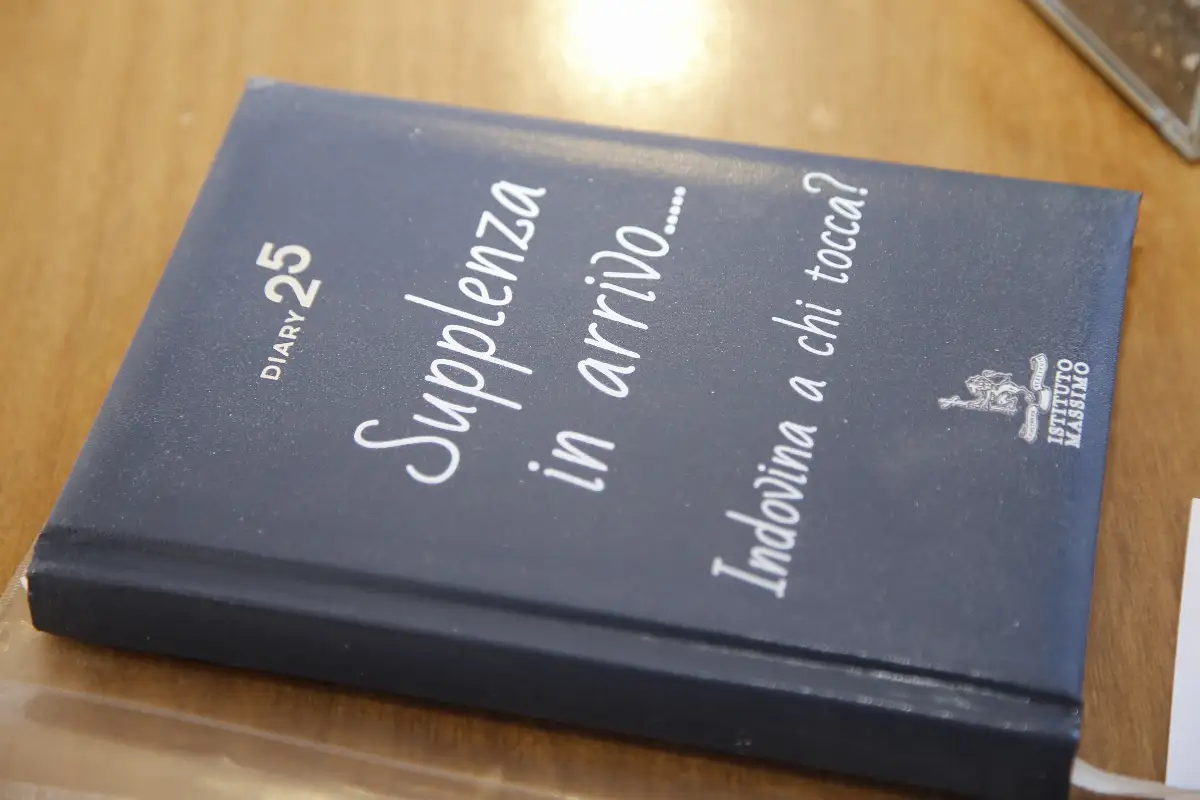 DIARY 25
Supplenza
in arrivo.....
Indovina a chi tocca?
ISTITUTO
MASSIMO